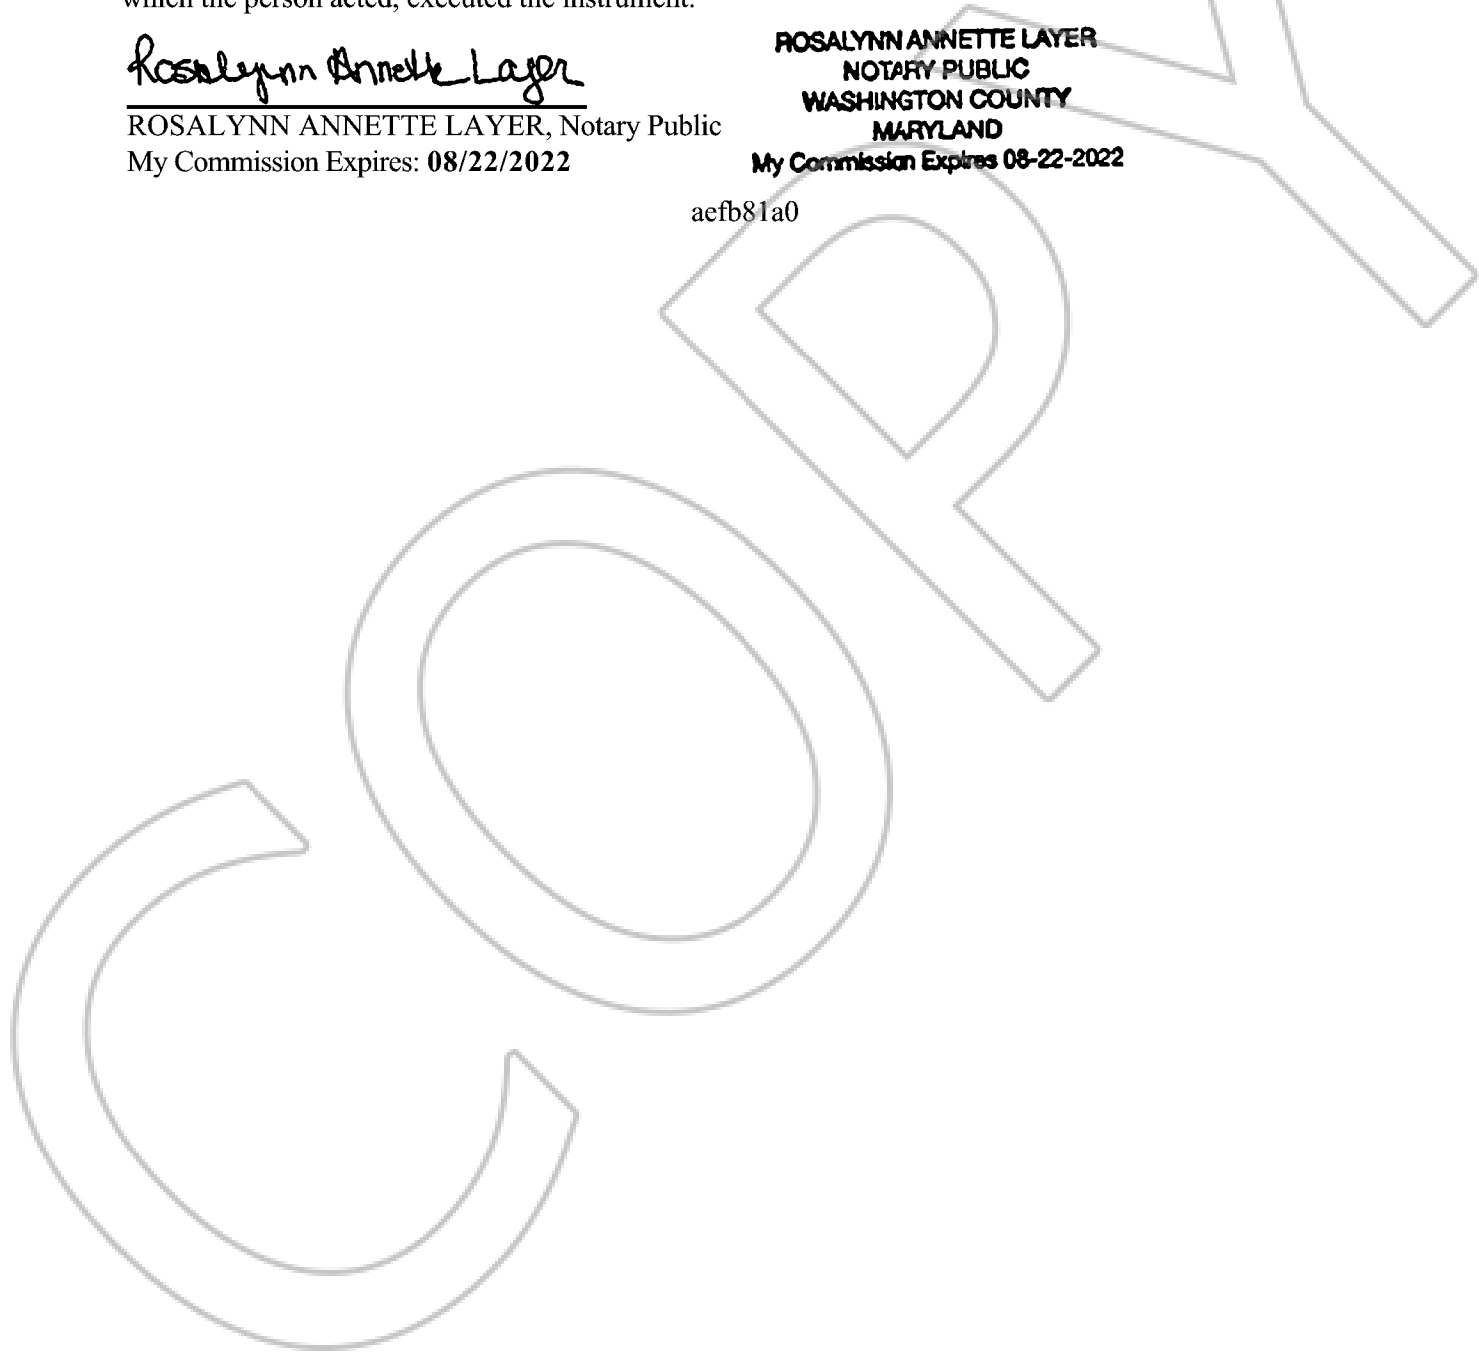 which the person acted, executed the instrument.
Rosalynn Annette Layer
ROSALYNN ANNETTE LAYER, Notary Public
My Commission Expires: 08/22/2022
ROSALYNN ANNETTE LAYER
NOTARY PUBLIC
WASHINGTON COUNTY
MARYLAND
My Commission Expires 08-22-2022
aefb81a0
COPY